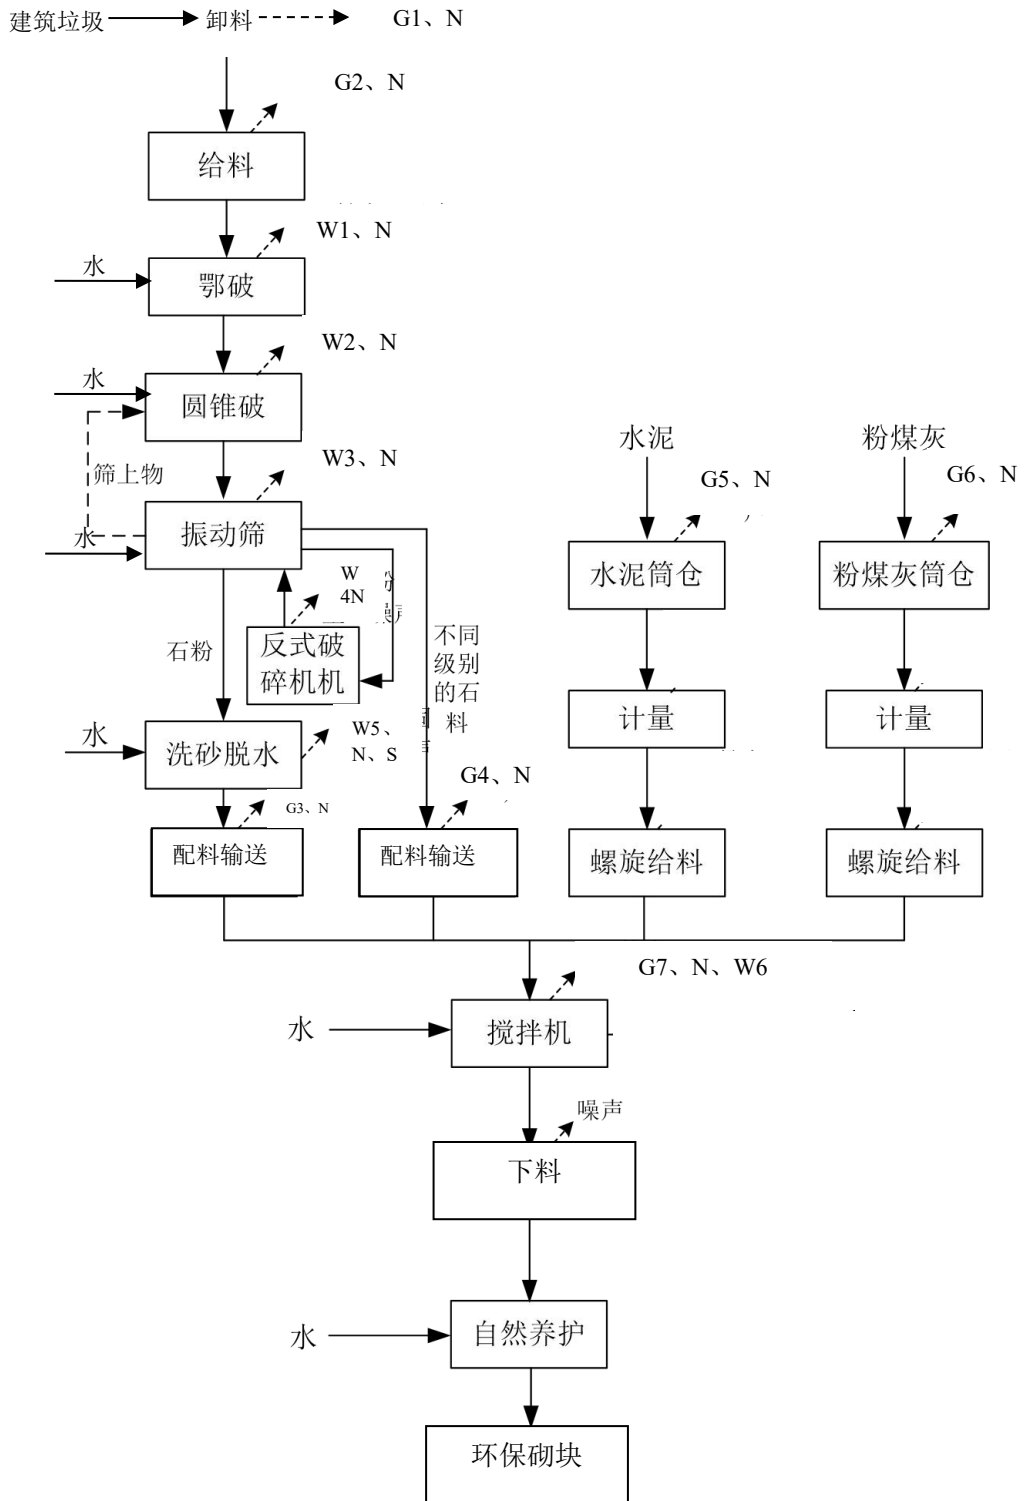 建筑垃圾
卸料
G1、N
G2、N
给料
W1、N
水
鄂破
W2、N
水
圆锥破
筛上物
W3、N
水
振动筛
水泥
粉煤灰
G5、N
G6、N
水泥筒仓
粉煤灰筒仓
W
4N
石粉
反式破
碎机机
不同
级别
的石
料
计量
计量
水
洗砂脱水
W5、
N、S
G4、N
G3、N
配料输送
配料输送
螺旋给料
螺旋给料
G7、N、W6
水
搅拌机
噪声
下料
水
自然养护
环保砌块